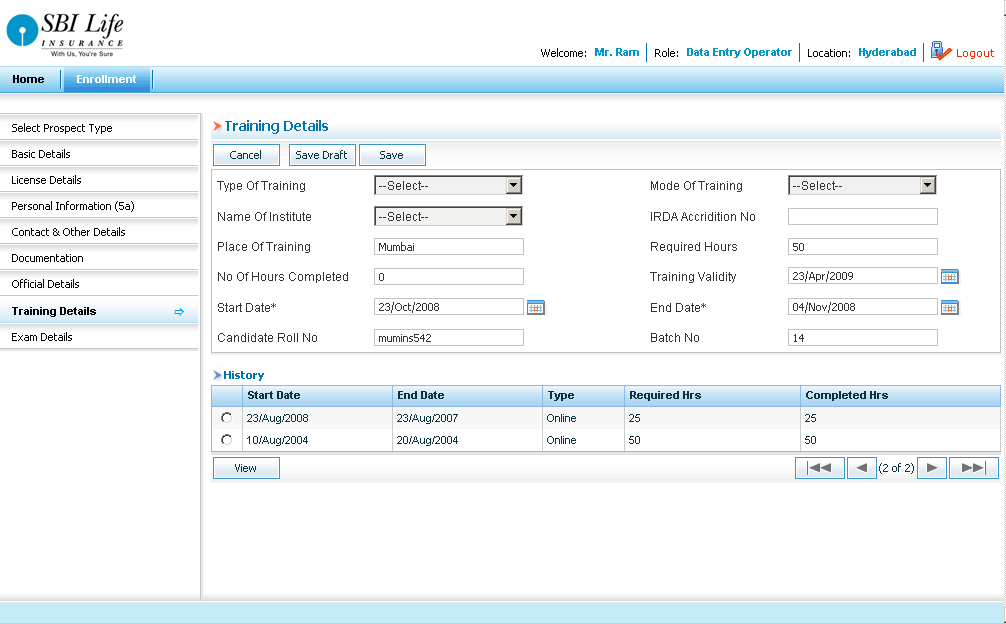 SBI Life
INSURANCE
With Us, You're Sure
Welcome: Mr. Ram Role: Data Entry Operator Location: Hyderabad Logout
Home Enrollment
Select Prospect Type
Basic Details
License Details
Personal Information (5a)
Contact & Other Details
Documentation
Official Details
Training Details
Exam Details
Training Details
Cancel Save Draft Save
Type Of Training --Select-- Mode Of Training --Select--
Name Of Institute --Select-- IRDA Accridition No
Place Of Training Mumbai Required Hours 50
No Of Hours Completed 0 Training Validity 23/Apr/2009
Start Date* 23/Oct/2008 End Date* 04/Nov/2008
Candidate Roll No mumins542 Batch No 14
History
Start Date End Date Type Required Hrs Completed Hrs
23/Aug/2008 23/Aug/2007 Online 25 25
10/Aug/2004 20/Aug/2004 Online 50 50
View (2 of 2)